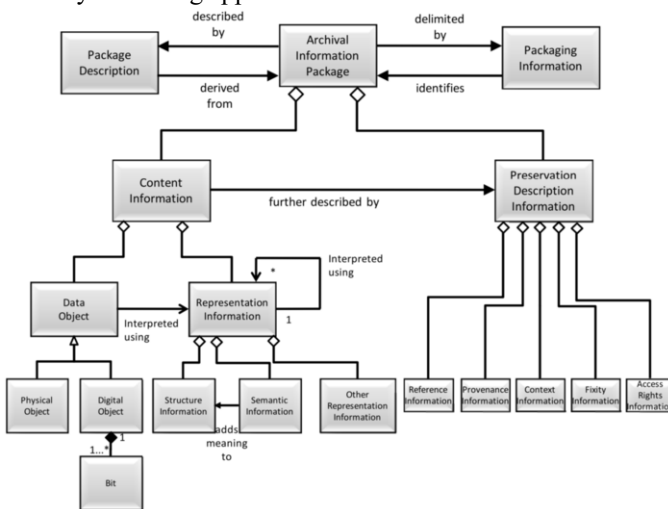 described
by
delimited
by
Package
Description
Archival
Information
Package
Packaging
Information
derived
from
identifies
Content
Information
further described by
Preservation
Description
Information
Interpreted
using
*
1
Data
Object
Interpreted
using
Representation
Information
Physical
Object
Digital
Object
Structure
Information
Semantic
Information
Other
Representation
Information
Reference
Information
Provenance
Information
Context
Information
Fixity
Information
Access
Rights
Information
adds
meaning
to
1
1...*
Bit